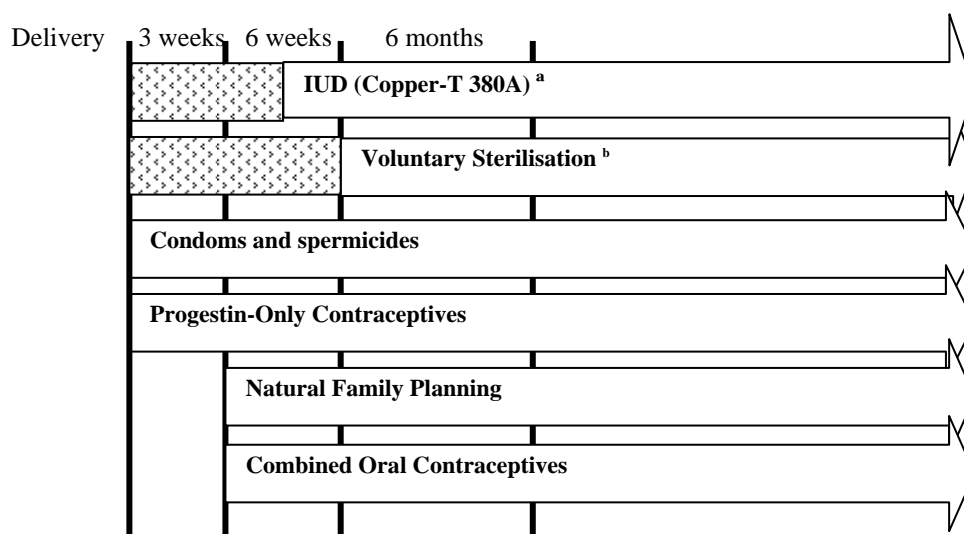 Delivery 3 weeks 6 weeks 6 months
IUD (Copper-T 380A) a
Voluntary Sterilisation b
Condoms and spermicides
Progestin-Only Contraceptives
Natural Family Planning
Combined Oral Contraceptives